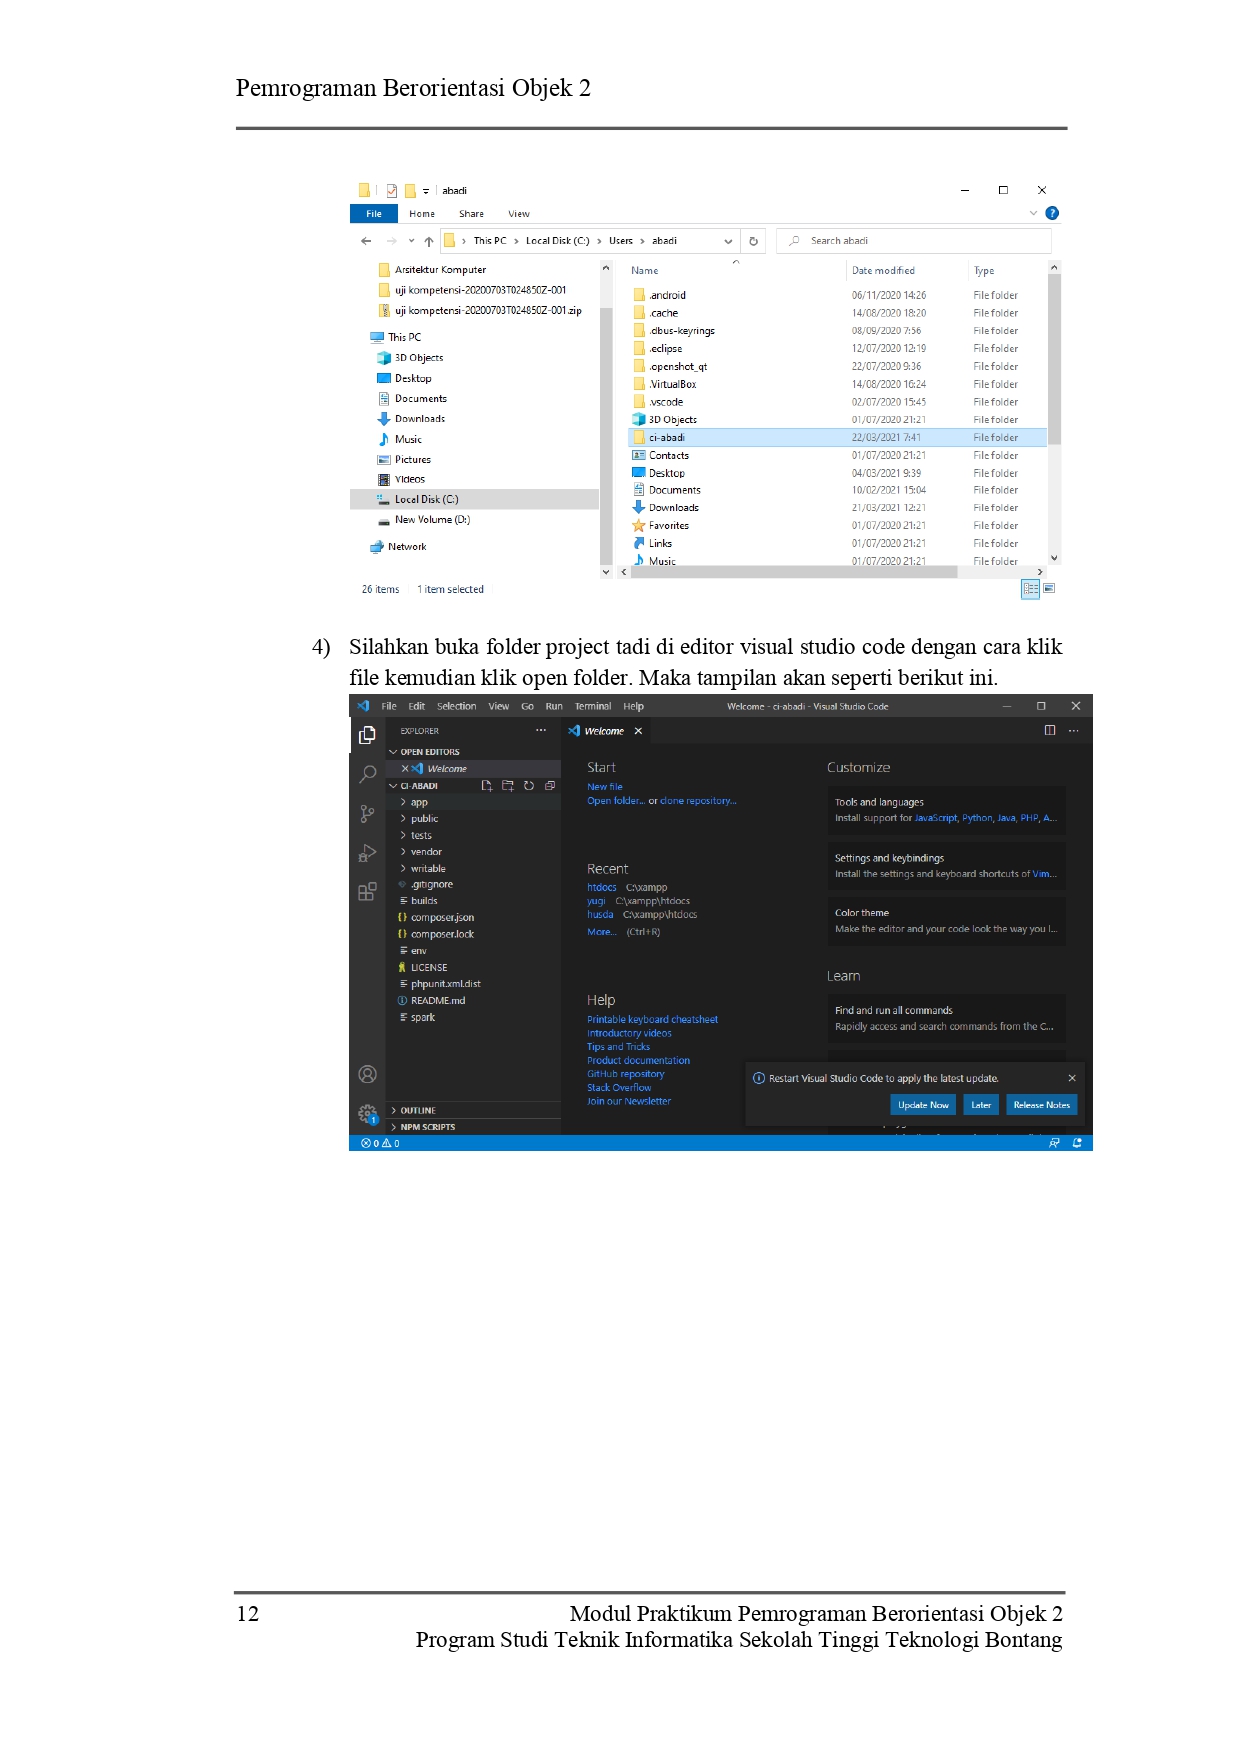 Pemrograman Berorientasi Objek 2
abadi
File Home Share View
This PC > Local Disk (C:) > Users > abadi
Search abadi
Arsitektur Komputer
uji kompetensi-20200703T024850Z-001
uji kompetensi-20200703T024850Z-001.zip
This PC
3D Objects
Desktop
Documents
Downloads
Music
Pictures
Videos
Local Disk (C:)
New Volume (D:)
Network
Name Date modified Type
.android 06/11/2020 14:26 File folder
.cache 14/08/2020 18:20 File folder
.dbus-keyrings 08/09/2020 7:56 File folder
.eclipse 12/07/2020 12:19 File folder
.openshot_qt 22/07/2020 9:36 File folder
.VirtualBox 14/08/2020 16:24 File folder
.vscode 02/07/2020 15:45 File folder
3D Objects 01/07/2020 21:21 File folder
ci-abadi 22/03/2021 7:41 File folder
Contacts 01/07/2020 21:21 File folder
Desktop 04/03/2021 9:39 File folder
Documents 10/02/2021 15:04 File folder
Downloads 21/03/2021 12:21 File folder
Favorites 01/07/2020 21:21 File folder
Links 01/07/2020 21:21 File folder
Music 01/07/2020 21:21 File folder
26 items 1 item selected
4) Silahkan buka folder project tadi di editor visual studio code dengan cara klik
file kemudian klik open folder. Maka tampilan akan seperti berikut ini.
File Edit Selection View Go Run Terminal Help Welcome - ci-abadi - Visual Studio Code
EXPLORER
OPEN EDITORS
Welcome
CI-ABADI
app
public
tests
vendor
writable
.gitignore
builds
composer.json
composer.lock
env
LICENSE
phpunit.xml.dist
README.md
spark
OUTLINE
NPM SCRIPTS
Welcome
Start
New file
Open folder... or clone repository...
Recent
htdocs C:\xampp
yugi C:\xampp\htdocs
husda C:\xampp\htdocs
More... (Ctrl+R)
Help
Printable keyboard cheatsheet
Introductory videos
Tips and Tricks
Product documentation
GitHub repository
Stack Overflow
Join our Newsletter
Customize
Tools and languages
Install support for JavaScript, Python, Java, PHP, A...
Settings and keybindings
Install the settings and keyboard shortcuts of Vim...
Color theme
Make the editor and your code look the way you l...
Learn
Find and run all commands
Rapidly access and search commands from the C...
Restart Visual Studio Code to apply the latest update.
Update Now Later Release Notes
1
0 0
12 Modul Praktikum Pemrograman Berorientasi Objek 2
Program Studi Teknik Informatika Sekolah Tinggi Teknologi Bontang